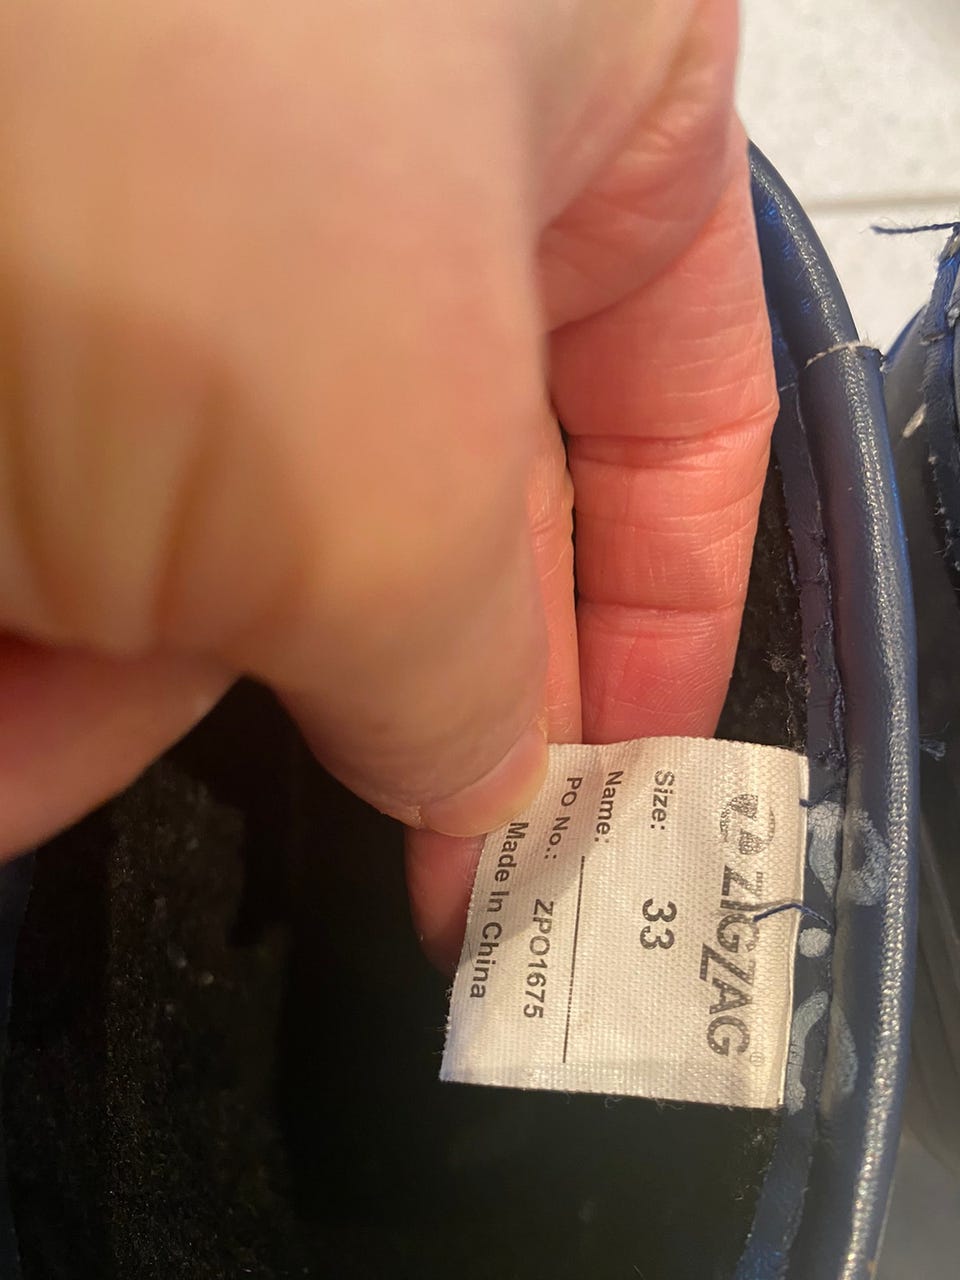 ZIGZAG®
Size: 33
Name:
PO No.: ZPO1675
Made In China